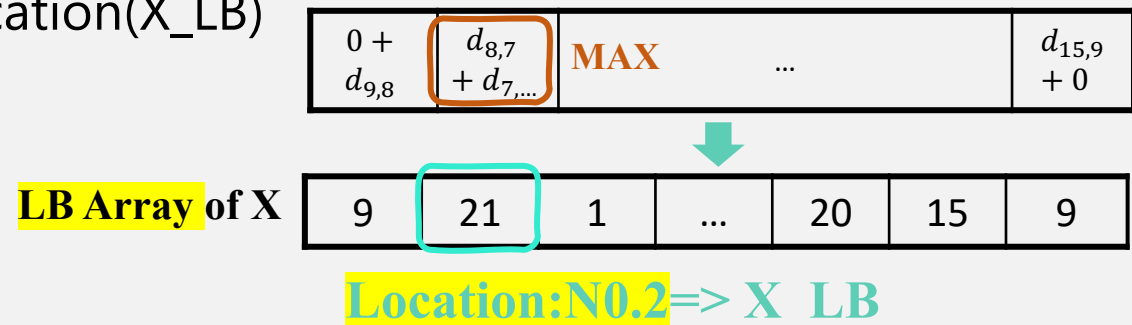 cation(X_LB)
0 + d₈,₇ MAX ... d₁₅,₉
d₉,₈ + d₇,... + 0
LB Array of X 9 21 1 ... 20 15 9
Location:N0.2=> X LB